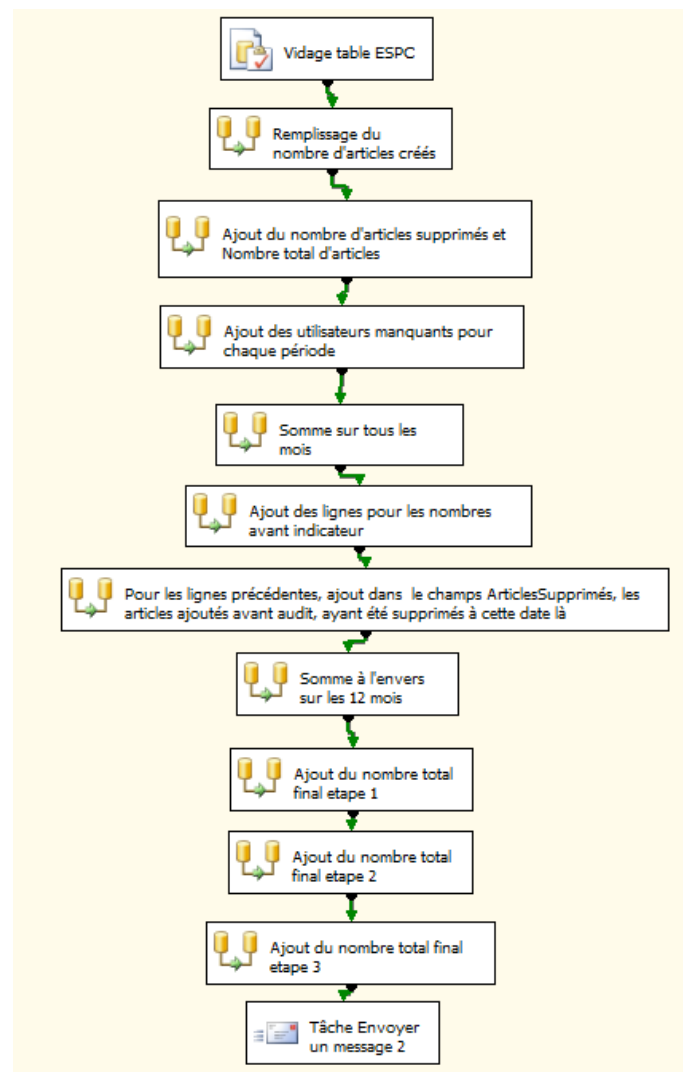 Vidage table ESPC
Remplissage du
nombre d'articles créés
Ajout du nombre d'articles supprimés et
Nombre total d'articles
Ajout des utilisateurs manquants pour
chaque période
Somme sur tous les
mois
Ajout des lignes pour les nombres
avant indicateur
Pour les lignes précédentes, ajout dans le champs ArticlesSupprimés, les
articles ajoutés avant audit, ayant été supprimés à cette date là
Somme à l'envers
sur les 12 mois
Ajout du nombre total
final etape 1
Ajout du nombre total
final etape 2
Ajout du nombre total final
etape 3
Tâche Envoyer
un message 2